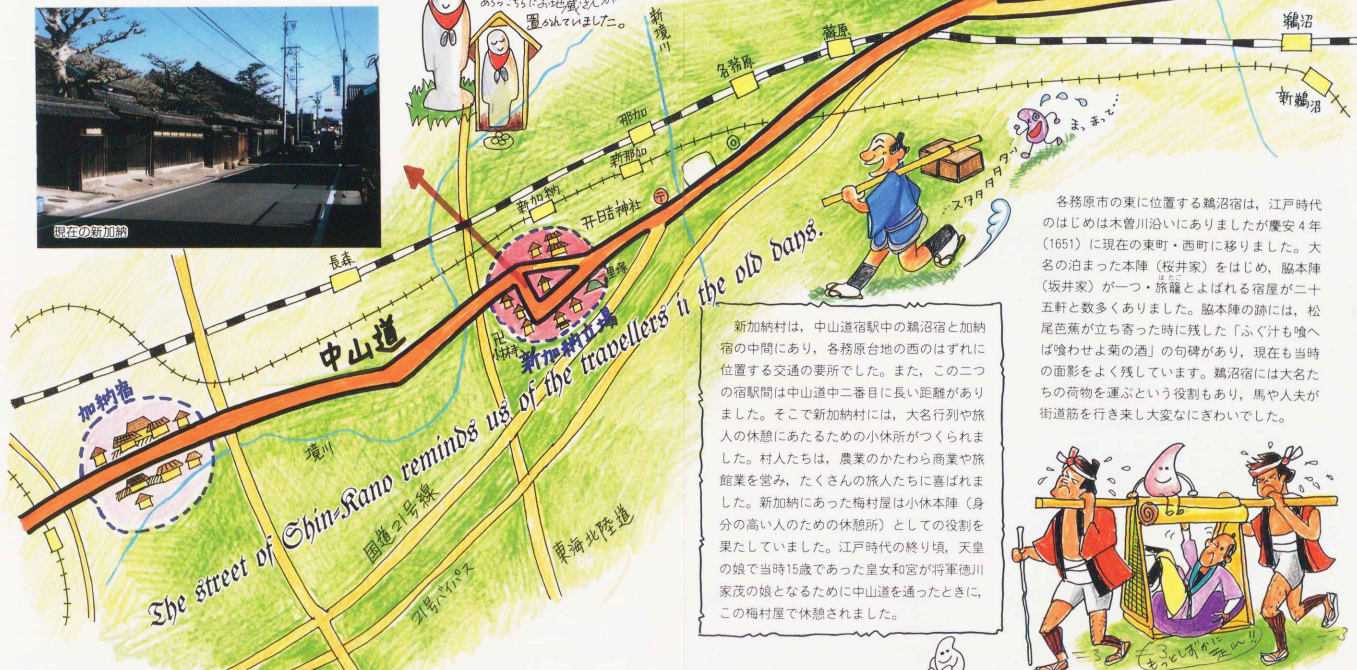 あちこちにお地蔵さんが
置かれていました。
現在の新加納
新境川
鵜沼
新鵜沼
蘇原
各務原
那加
新那加
新加納
長森
まっまって…
…スタタタタッ
〒
日吉神社
一里塚
卍
少林寺
新加納立場
中山道
加納宿
境川
国道21号線
21号バイパス
東海北陸道
The street of Shin-Kano reminds us of the travellers in the old days.
新加納村は，中山道宿駅中の鵜沼宿と加納
宿の中間にあり，各務原台地の西のはずれに
位置する交通の要所でした。また，この二つ
の宿駅間は中山道中二番目に長い距離があり
ました。そこで新加納村には，大名行列や旅
人の休憩にあたるための小休所がつくられま
した。村人たちは，農業のかたわら商業や旅
館業を営み，たくさんの旅人たちに喜ばれま
した。新加納にあった梅村屋は小休本陣（身
分の高い人のための休憩所）としての役割を
果たしていました。江戸時代の終り頃，天皇
の娘で当時15歳であった皇女和宮が将軍徳川
家茂の娘となるために中山道を通ったときに，
この梅村屋で休憩されました。
各務原市の東に位置する鵜沼宿は，江戸時代
のはじめは木曽川沿いにありましたが慶安4年
(1651) に現在の東町・西町に移りました。大
名の泊まった本陣（桜井家）をはじめ，脇本陣
（坂井家）が一つ・旅籠とよばれる宿屋が二十
はたご
五軒と数多くありました。脇本陣の跡には，松
尾芭蕉が立ち寄った時に残した「ふぐ汁も喰へ
ば喰わせよ菊の酒」の句碑があり，現在も当時
の面影をよく残しています。鵜沼宿には大名た
ちの荷物を運ぶという役割もあり，馬や人夫が
街道筋を行き来し大変なにぎわいでした。
もっとしずかに